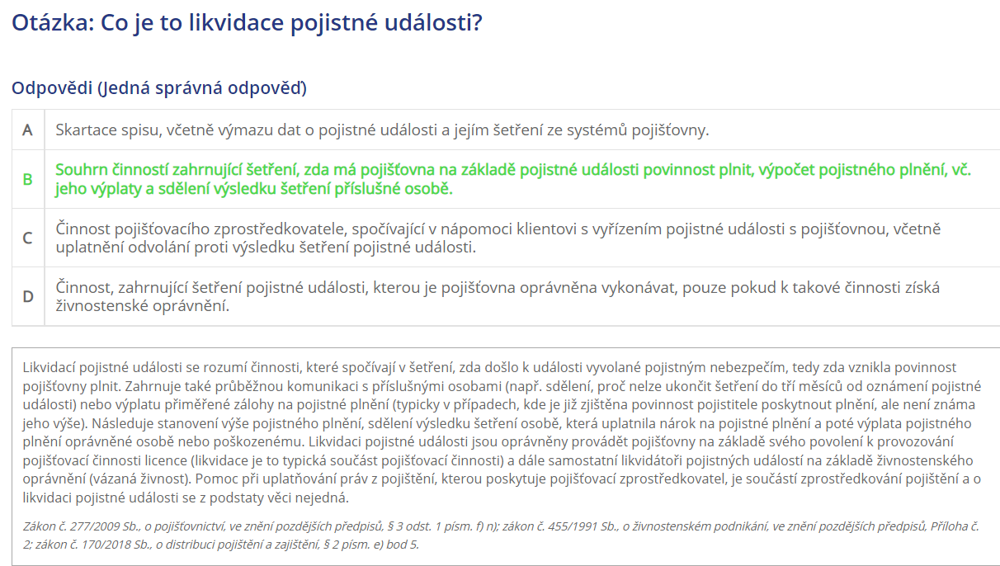 Otázka: Co je to likvidace pojistné události?
Odpovědi (Jedná správná odpověď)
A
Skartace spisu, včetně výmazu dat o pojistné události a jejím šetření ze systémů pojišťovny.
B
Souhrn činností zahrnující šetření, zda má pojišťovna na základě pojistné události povinnost plnit, výpočet pojistného plnění, vč.
jeho výplaty a sdělení výsledku šetření příslušné osobě.
C
Činnost pojišťovacího zprostředkovatele, spočívající v nápomoci klientovi s vyřízením pojistné události s pojišťovnou, včetně
uplatnění odvolání proti výsledku šetření pojistné události.
D
Činnost, zahrnující šetření pojistné události, kterou je pojišťovna oprávněna vykonávat, pouze pokud k takové činnosti získá
živnostenské oprávnění.
Likvidací pojistné události se rozumí činnosti, které spočívají v šetření, zda došlo k události vyvolané pojistným nebezpečím, tedy zda vznikla povinnost
pojišťovny plnit. Zahrnuje také průběžnou komunikaci s příslušnými osobami (např. sdělení, proč nelze ukončit šetření do tří měsíců od oznámení pojistné
události) nebo výplatu přiměřené zálohy na pojistné plnění (typicky v případech, kde je již zjištěna povinnost pojistitele poskytnout plnění, ale není známa
jeho výše). Následuje stanovení výše pojistného plnění, sdělení výsledku šetření osobě, která uplatnila nárok na pojistné plnění a poté výplata pojistného
plnění oprávněné osobě nebo poškozenému. Likvidaci pojistné události jsou oprávněny provádět pojišťovny na základě svého povolení k provozování
pojišťovací činnosti licence (likvidace je to typická součást pojišťovací činnosti) a dále samostatní likvidátoři pojistných událostí na základě živnostenského
oprávnění (vázaná živnost). Pomoc při uplatňování práv z pojištění, kterou poskytuje pojišťovací zprostředkovatel, je součástí zprostředkování pojištění a o
likvidaci pojistné události se z podstaty věci nejedná.
Zákon č. 277/2009 Sb., o pojišťovnictví, ve znění pozdějších předpisů, § 3 odst. 1 písm. f) n); zákon č. 455/1991 Sb., o živnostenském podnikání, ve znění pozdějších předpisů, Příloha č.
2; zákon č. 170/2018 Sb., o distribuci pojištění a zajištění, § 2 písm. e) bod 5.